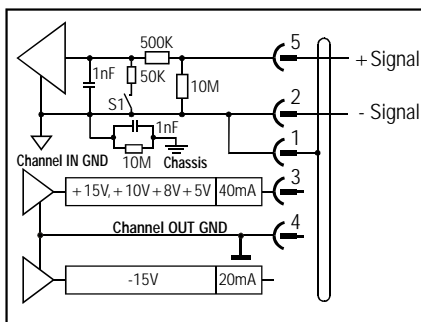 500K
5
+ Signal
1nF
50K
10M
S1
2
- Signal
1nF
1
Channel IN GND
10M
Chassis
3
+ 15V, + 10V + 8V + 5V
40mA
Channel OUT GND
4
-15V
20mA